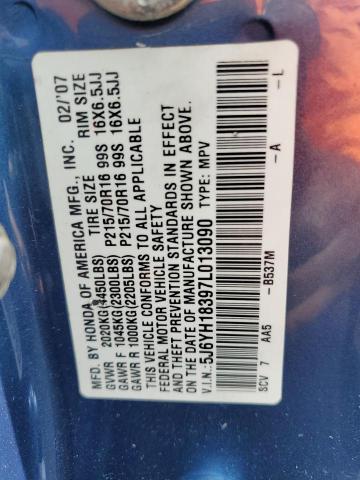 MFD. BY HONDA OF AMERICA MFG., INC. 02/'07
TIRE SIZE RIM SIZE
GVWR 2020KG(4450LBS)
GAWR F 1045KG(2300LBS) P215/70R16 99S 16X6.5JJ
GAWR R 1000KG(2205LBS) P215/70R16 99S 16X6.5JJ
THIS VEHICLE CONFORMS TO ALL APPLICABLE
FEDERAL MOTOR VEHICLE SAFETY
AND THEFT PREVENTION STANDARDS IN EFFECT
ON THE DATE OF MANUFACTURE SHOWN ABOVE.
V.I.N.: 5J6YH18397L013090 TYPE: MPV
SCV 7 AA5 -B537M -A -L